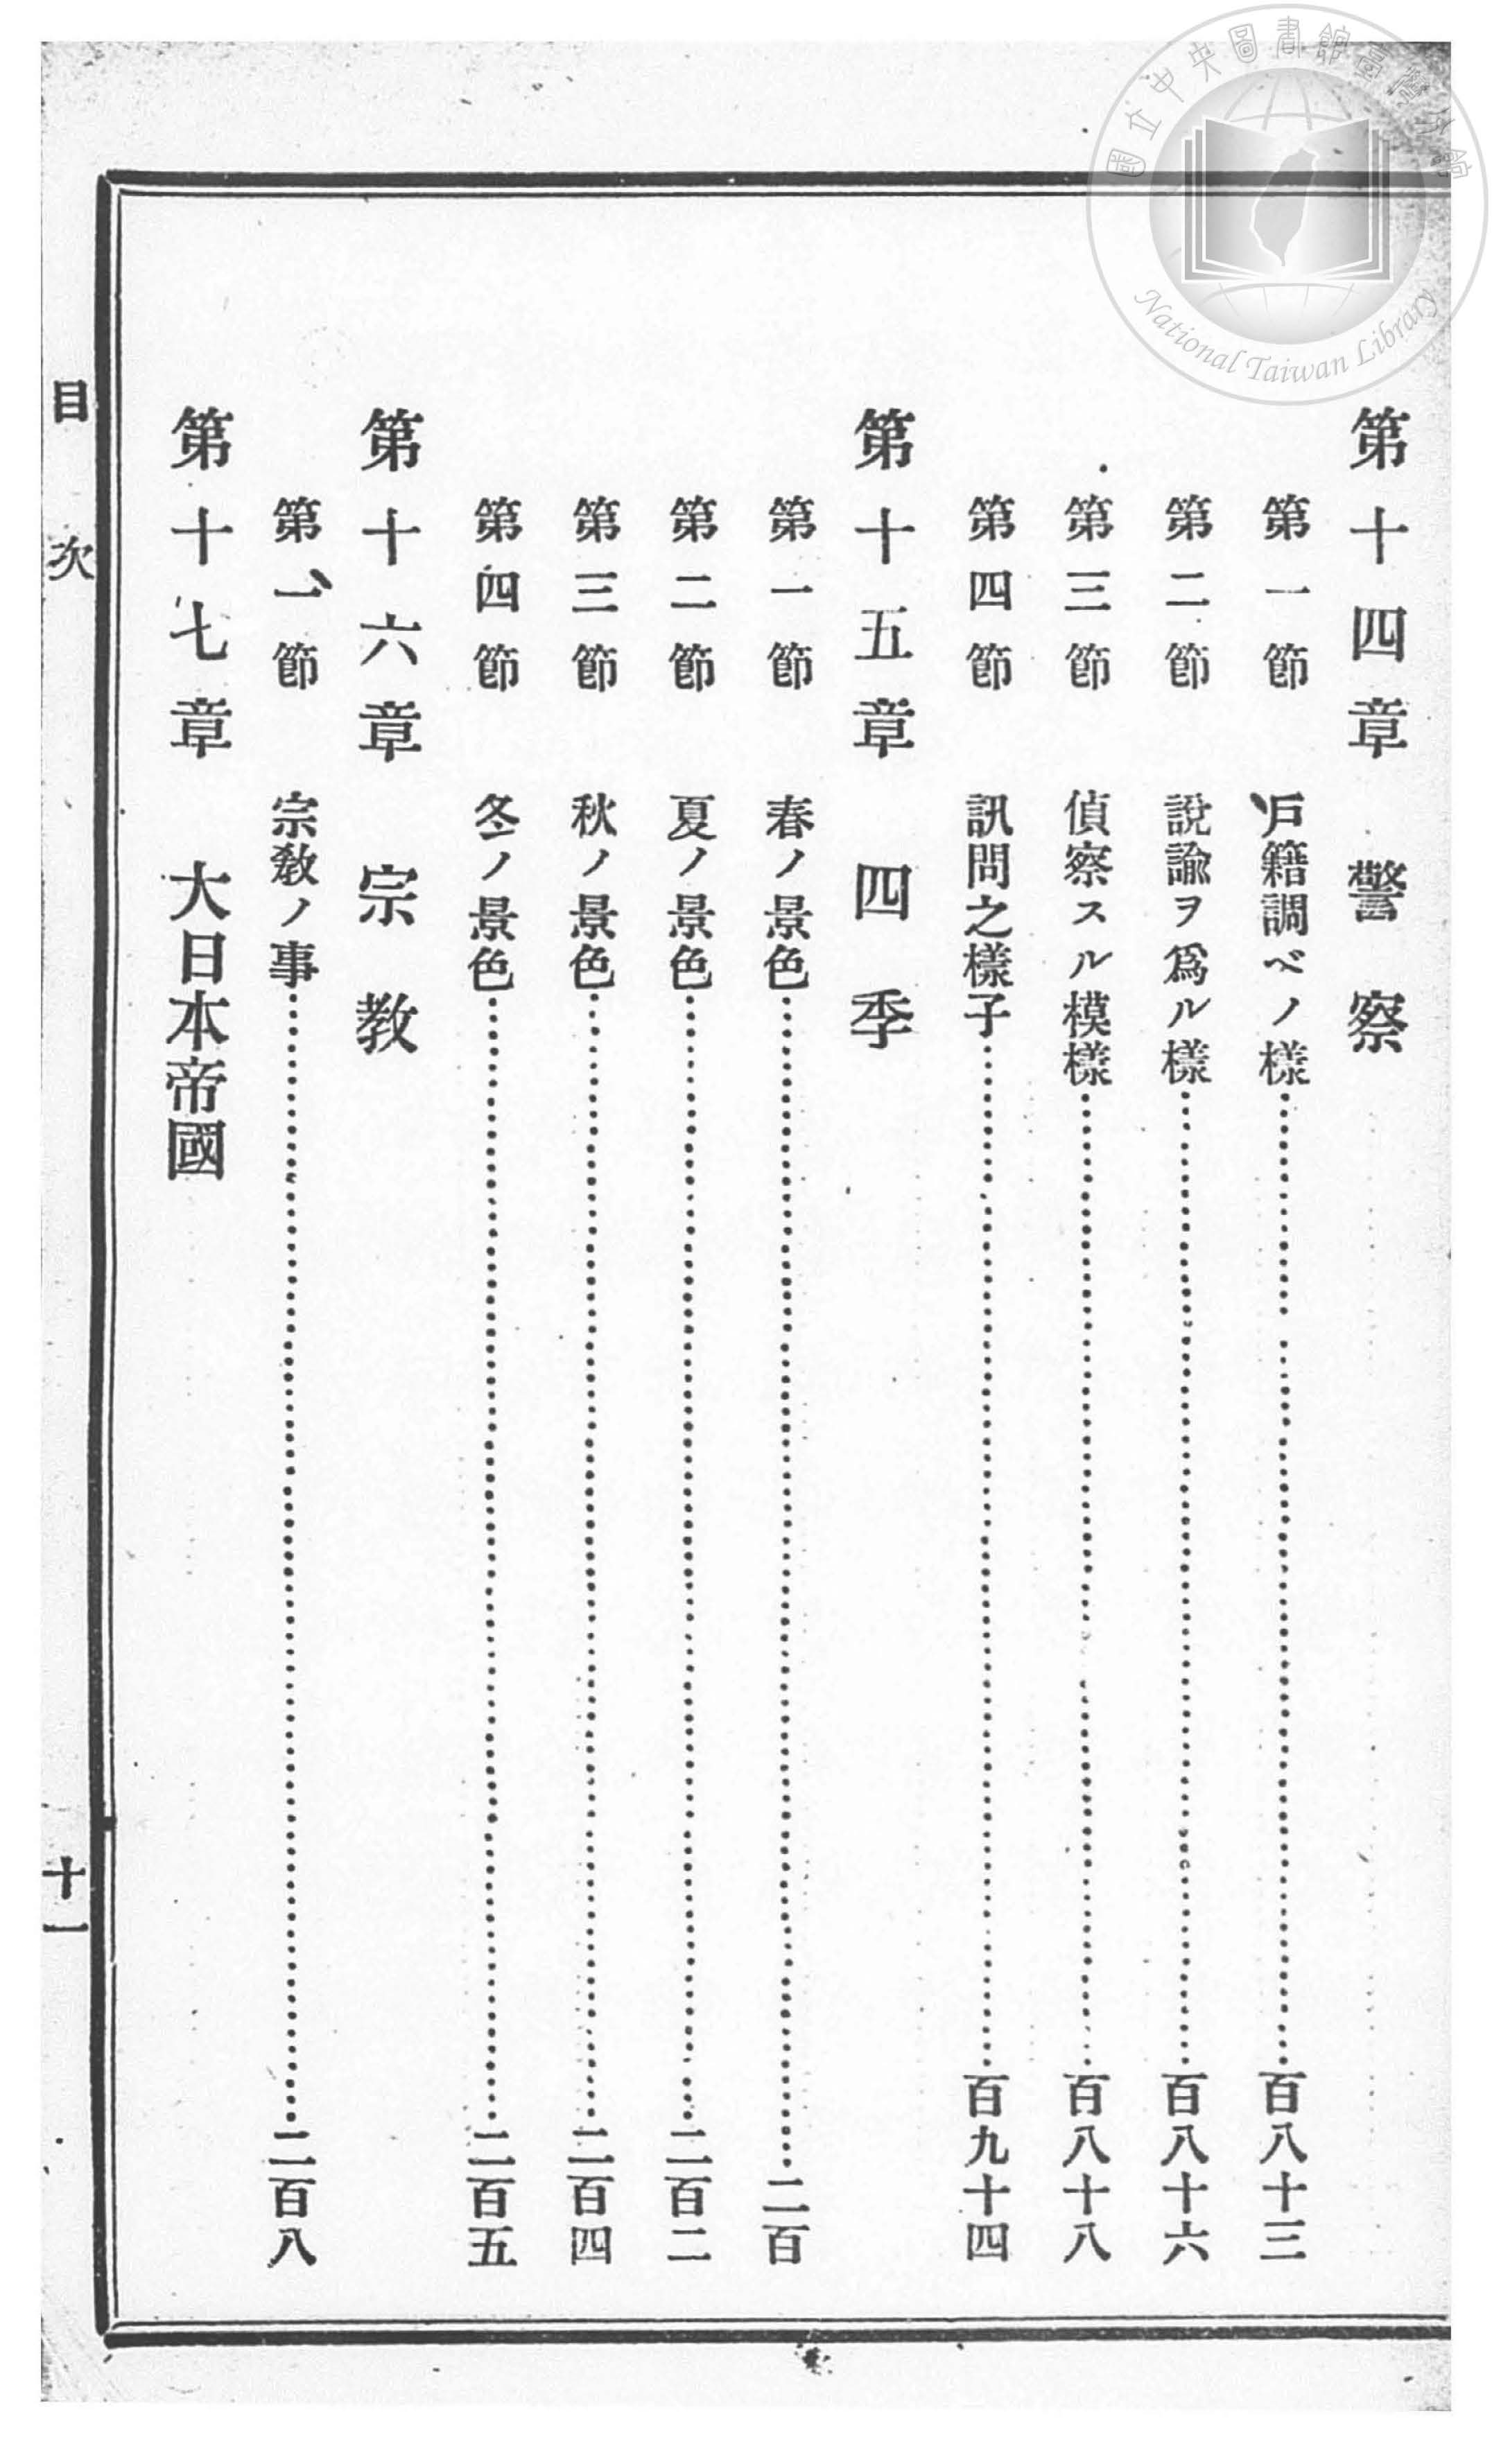 國立中央圖書館臺灣分館
National Taiwan Library
第十四章 警察
第一節 戶籍調ベノ樣……百八十三
第二節 說諭ヲ爲ル樣……百八十六
第三節 偵察スル模樣……百八十八
第四節 訊問之樣子……百九十四
第十五章 四季
第一節 春ノ景色……二百
第二節 夏ノ景色……二百二
第三節 秋ノ景色……二百四
第四節 冬ノ景色……二百五
第十六章 宗教
第一節 宗敎ノ事……二百八
第十七章 大日本帝國
目次 十一